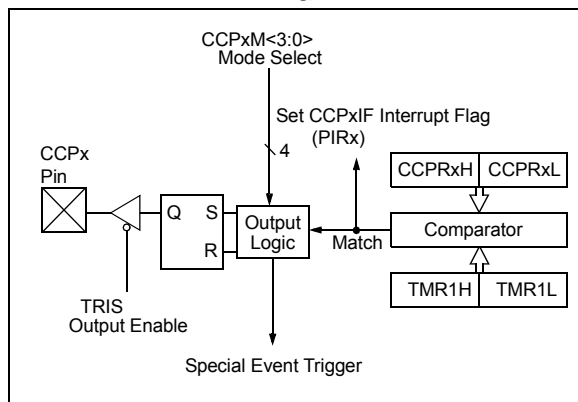 CCPxM<3:0>
Mode Select
Set CCPxIF Interrupt Flag
(PIRx)
4
CCPx
Pin
CCPRxH CCPRxL
Q S
R
Output
Logic
Match
Comparator
TMR1H TMR1L
TRIS
Output Enable
Special Event Trigger